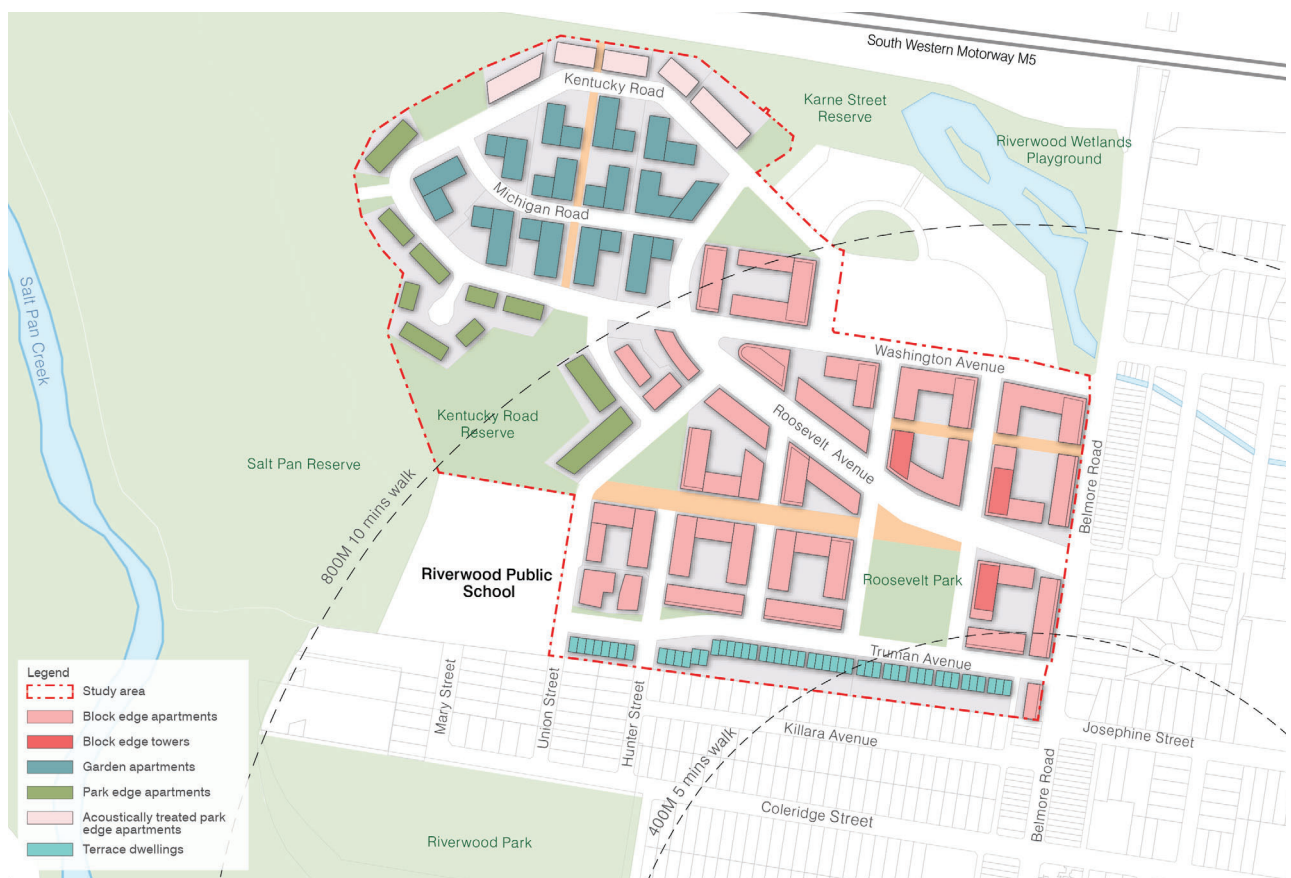 South Western Motorway M5
Kentucky Road
Karne Street
Reserve
Riverwood Wetlands
Playground
Michigan Road
Salt Pan Creek
Washington Avenue
Kentucky Road
Reserve
Roosevelt Avenue
Salt Pan Reserve
Belmore Road
800M 10 mins walk
Riverwood Public
School
Roosevelt Park
Truman Avenue
Mary Street
Union Street
Hunter Street
Killara Avenue
Josephine Street
400M 5 mins walk
Belmore Road
Coleridge Street
Riverwood Park
Legend
Study area
Block edge apartments
Block edge towers
Garden apartments
Park edge apartments
Acoustically treated park
edge apartments
Terrace dwellings